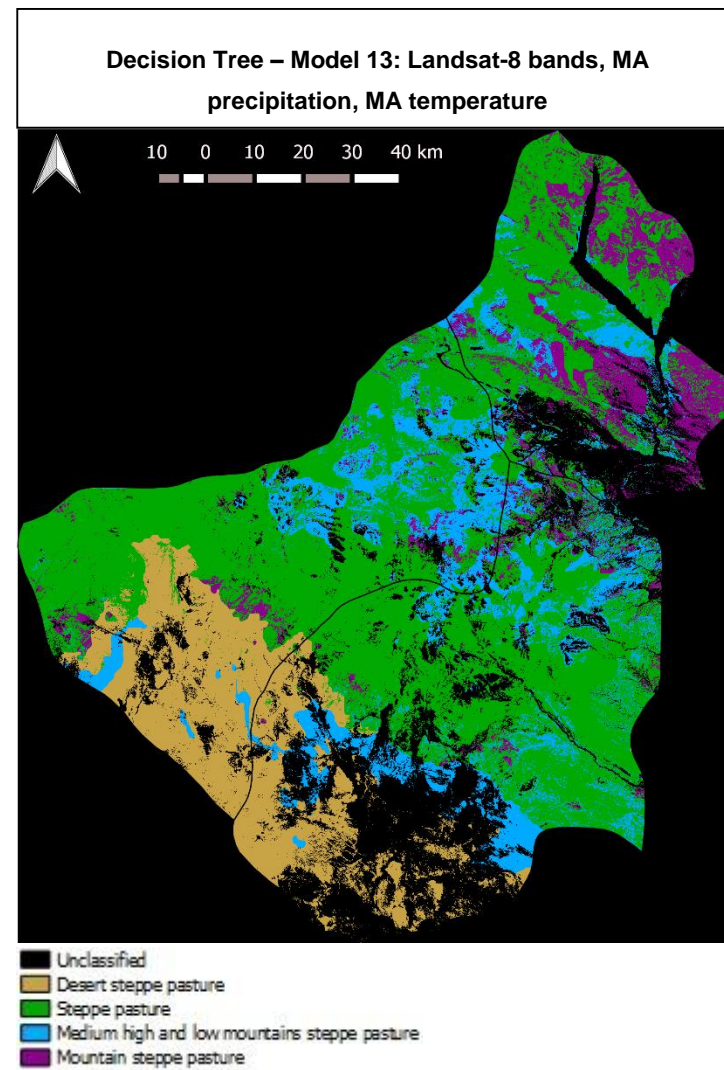 Decision Tree – Model 13: Landsat-8 bands, MA
precipitation, MA temperature
10 0 10 20 30 40 km
Unclassified
Desert steppe pasture
Steppe pasture
Medium high and low mountains steppe pasture
Mountain steppe pasture